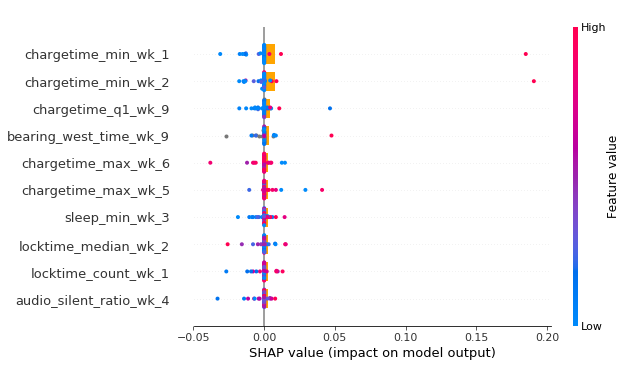 chargetime_min_wk_1
chargetime_min_wk_2
chargetime_q1_wk_9
bearing_west_time_wk_9
chargetime_max_wk_6
chargetime_max_wk_5
sleep_min_wk_3
locktime_median_wk_2
locktime_count_wk_1
audio_silent_ratio_wk_4
−0.05 0.00 0.05 0.10 0.15 0.20
SHAP value (impact on model output)
High
Feature value
Low